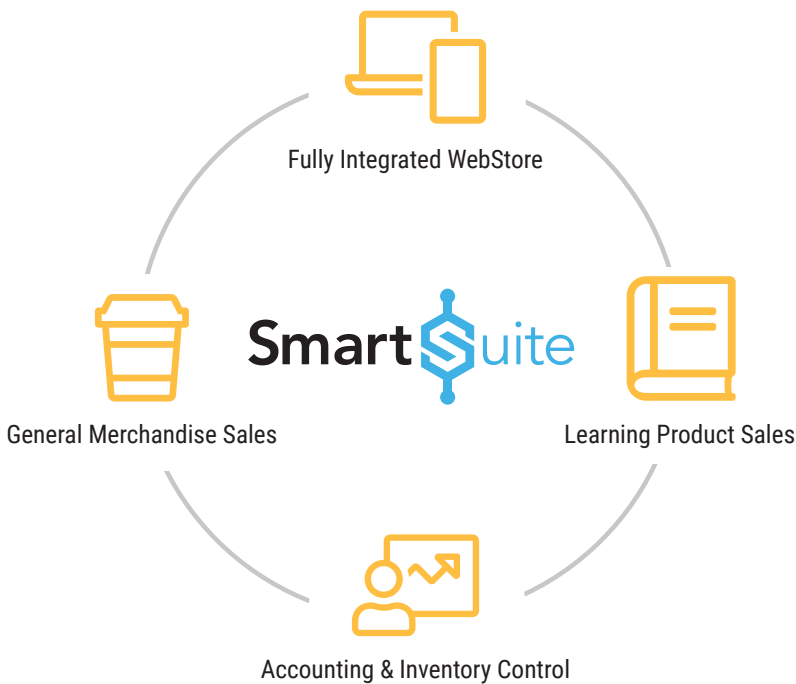 Fully Integrated WebStore
SmartSuite
General Merchandise Sales
Learning Product Sales
Accounting & Inventory Control